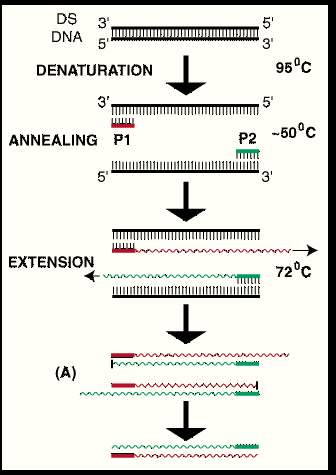 DS 3' 5'
DNA 5' 3'
DENATURATION 95⁰C
3' 5'
ANNEALING P1 P2 ~50⁰C
5' 3'
EXTENSION 72⁰C
(A)